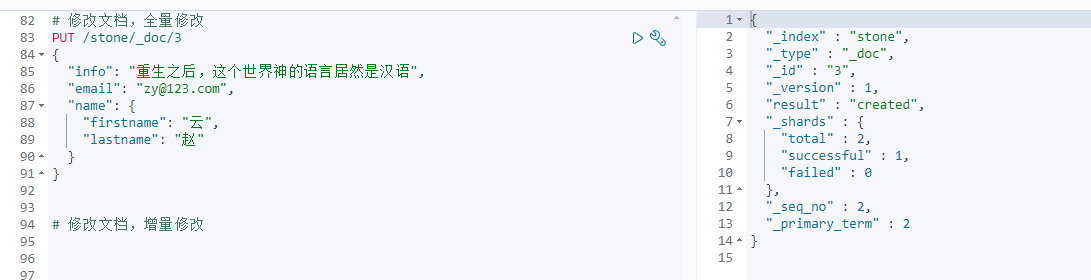 82 # 修改文档，全量修改
83 PUT /stone/_doc/3
84 {
85 "info": "重生之后，这个世界神的语言居然是汉语",
86 "email": "zy@123.com",
87 "name": {
88 "firstname": "云",
89 "lastname": "赵"
90 }
91 }
92
93
94 # 修改文档，增量修改
95
96
97
1 {
2 "_index" : "stone",
3 "_type" : "_doc",
4 "_id" : "3",
5 "_version" : 1,
6 "result" : "created",
7 "_shards" : {
8 "total" : 2,
9 "successful" : 1,
10 "failed" : 0
11 },
12 "_seq_no" : 2,
13 "_primary_term" : 2
14 }
15